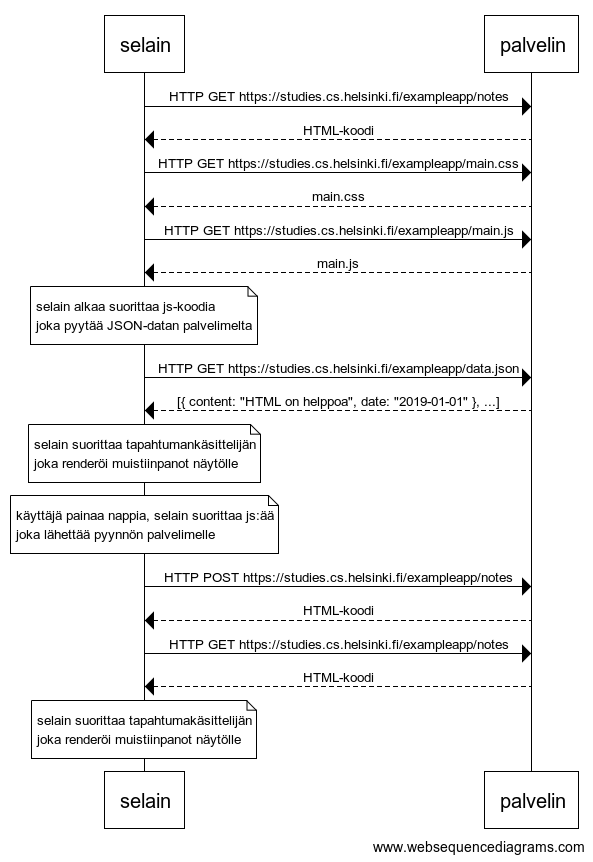 selain palvelin
HTTP GET https://studies.cs.helsinki.fi/exampleapp/notes
HTML-koodi
HTTP GET https://studies.cs.helsinki.fi/exampleapp/main.css
main.css
HTTP GET https://studies.cs.helsinki.fi/exampleapp/main.js
main.js
selain alkaa suorittaa js-koodia
joka pyytää JSON-datan palvelimelta
HTTP GET https://studies.cs.helsinki.fi/exampleapp/data.json
[{ content: "HTML on helppoa", date: "2019-01-01" }, ...]
selain suorittaa tapahtumankäsittelijän
joka renderöi muistiinpanot näytölle
käyttäjä painaa nappia, selain suorittaa js:ää
joka lähettää pyynnön palvelimelle
HTTP POST https://studies.cs.helsinki.fi/exampleapp/notes
HTML-koodi
HTTP GET https://studies.cs.helsinki.fi/exampleapp/notes
HTML-koodi
selain suorittaa tapahtumakäsittelijän
joka renderöi muistiinpanot näytölle
selain palvelin
www.websequencediagrams.com